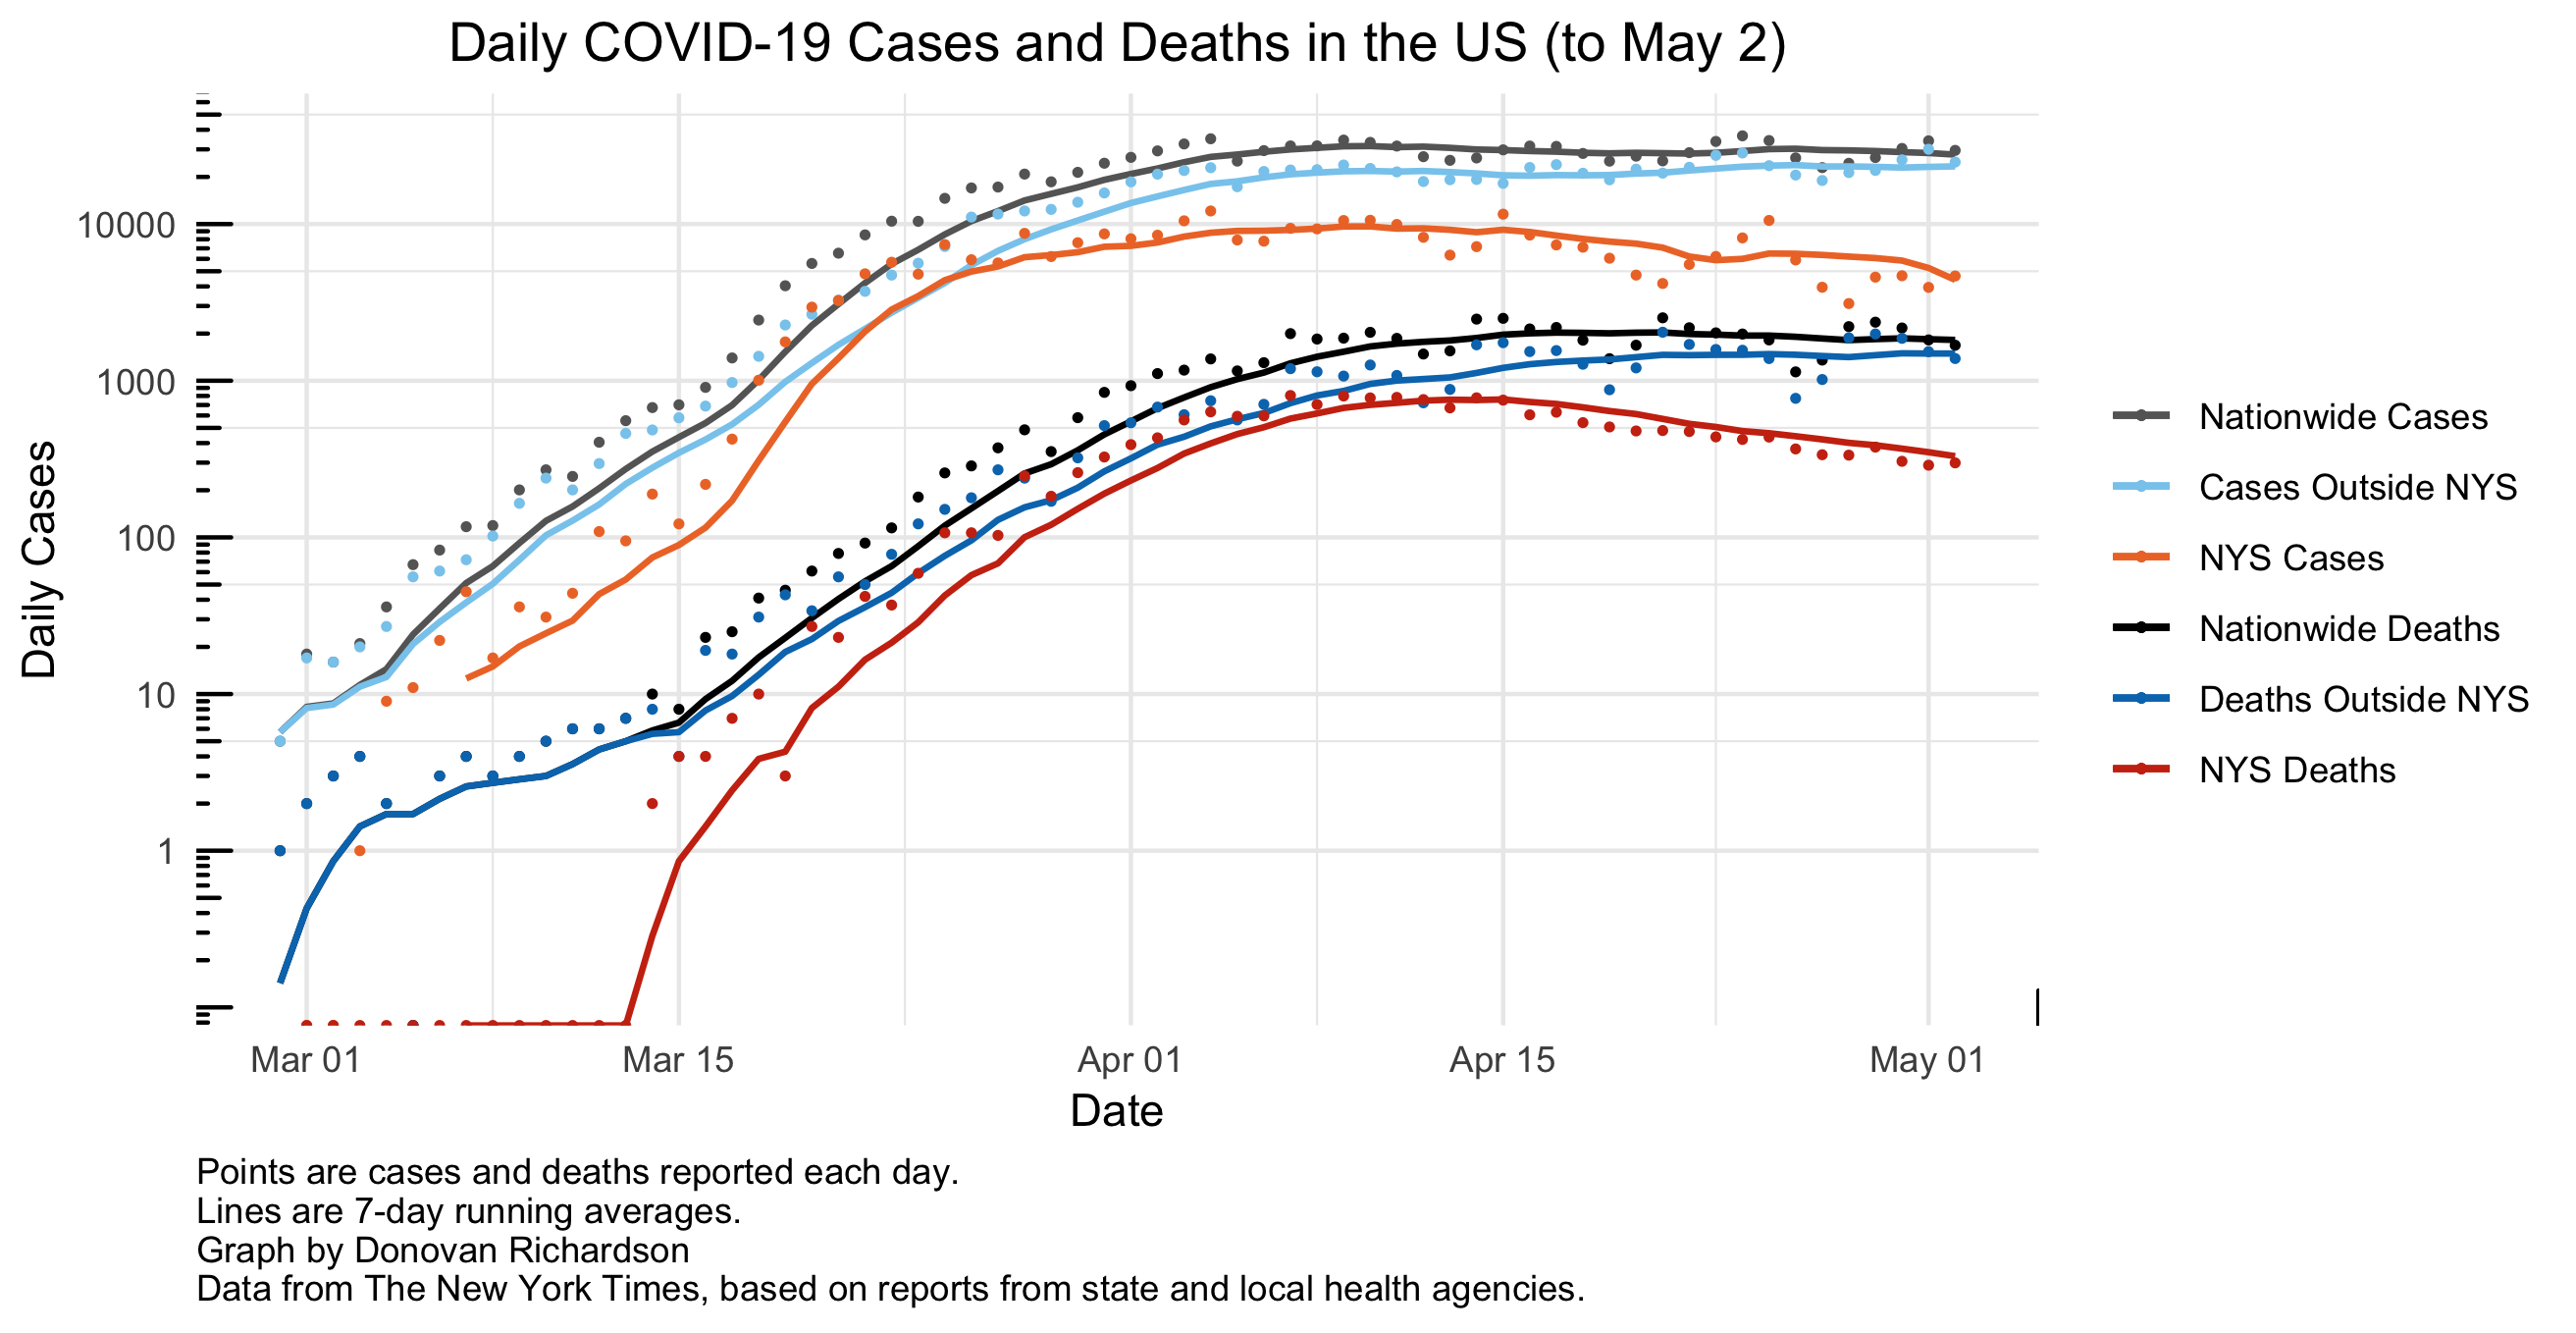 Daily COVID-19 Cases and Deaths in the US (to May 2)
Daily Cases
10000
1000
100
10
1
Mar 01
Mar 15
Apr 01
Apr 15
May 01
Date
Nationwide Cases
Cases Outside NYS
NYS Cases
Nationwide Deaths
Deaths Outside NYS
NYS Deaths
Points are cases and deaths reported each day.
Lines are 7-day running averages.
Graph by Donovan Richardson
Data from The New York Times, based on reports from state and local health agencies.